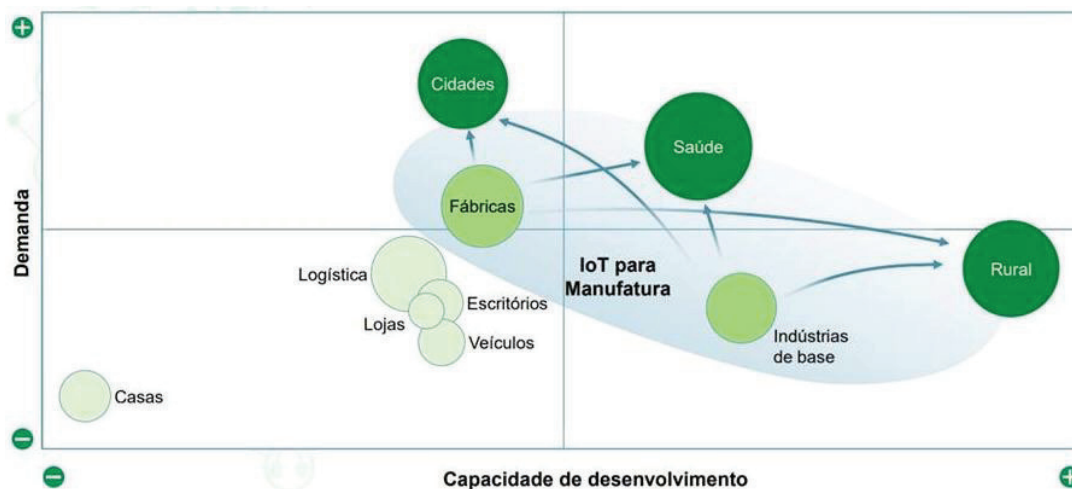 +
Cidades
Saúde
Fábricas
Demanda
Logística
IoT para
Manufatura
Rural
Escritórios
Lojas
Veículos
Indústrias
de base
Casas
−
−
Capacidade de desenvolvimento
+